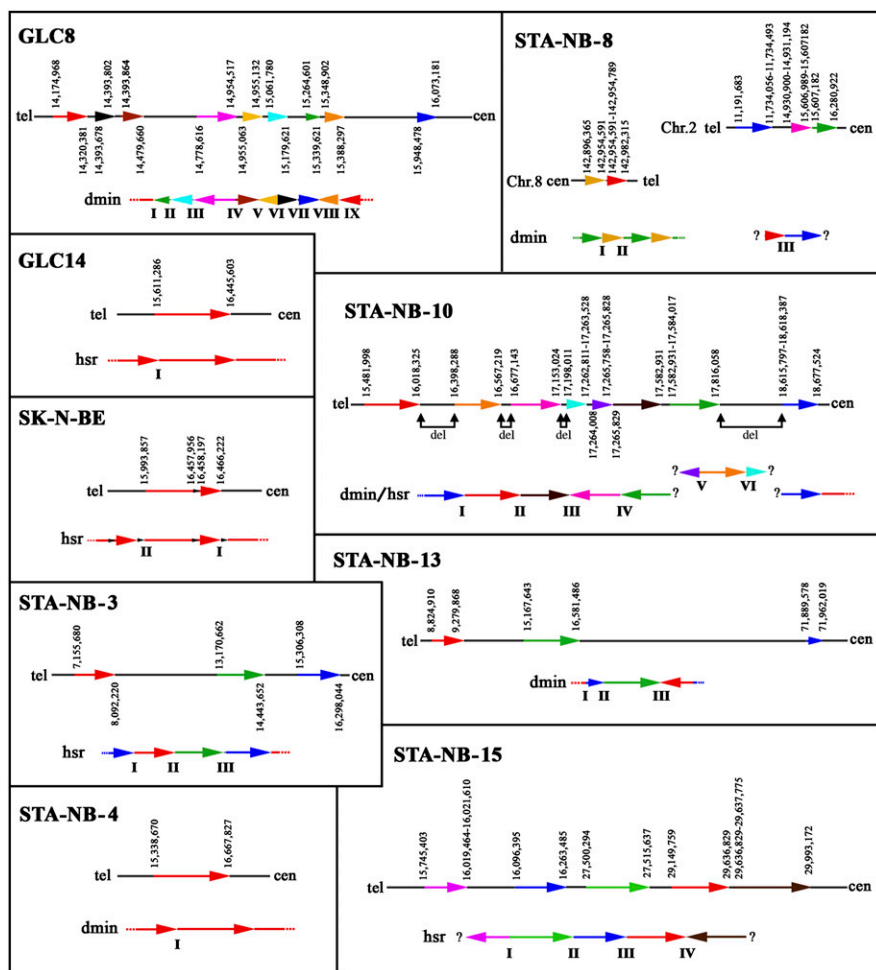 GLC8
14,174,968
14,393,802
14,393,864
14,954,517
14,955,132
15,061,780
15,264,601
15,348,902
16,073,181
tel
cen
14,320,381
14,393,678
14,479,660
14,778,616
14,955,063
15,179,621
15,339,621
15,388,297
15,948,478
dmin
I II III IV V VI VII VIII IX
STA-NB-8
11,191,683
11,734,056-11,734,493
14,930,900-14,931,194
15,606,989-15,607182
15,607,182
16,280,922
Chr.2
tel
cen
142,896,365
142,954,591
142,954,591-142,954,789
142,982,315
Chr.8 cen
tel
dmin
I II
? ?
III
GLC14
15,611,286
16,445,603
tel
cen
hsr
I
STA-NB-10
15,481,998
16,018,325
16,398,288
16,567,219
16,677,143
17,153,024
17,198,011
17,262,811-17,263,528
17,265,758-17,265,828
17,582,931
17,582,931-17,584,017
17,816,058
18,615,797-18,618,387
18,677,524
tel
cen
del
del
del
del
17,264,008
17,265,829
? ?
V VI
dmin/hsr
? ?
I II III IV
SK-N-BE
15,993,857
16,457,956
16,458,197
16,466,222
tel
cen
hsr
II I
STA-NB-13
8,824,910
9,279,868
15,167,643
16,581,486
71,889,578
71,962,019
tel
cen
dmin
I II III
STA-NB-3
7,155,680
13,170,662
15,306,308
tel
cen
8,092,220
14,443,652
16,298,044
hsr
I II III
STA-NB-15
15,745,403
16,019,464-16,021,610
16,096,395
16,263,485
27,500,294
27,515,637
29,149,759
29,636,829
29,636,829-29,637,775
29,993,172
tel
cen
hsr
? ?
I II III IV
STA-NB-4
15,338,670
16,667,827
tel
cen
dmin
I